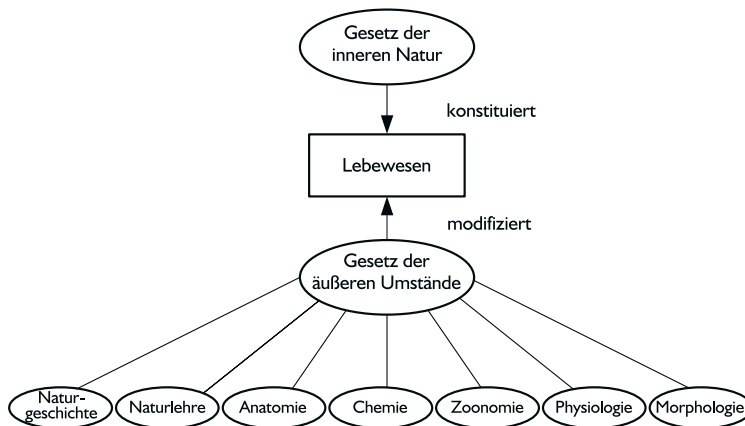 Gesetz der
inneren Natur
konstituiert
Lebewesen
modifiziert
Gesetz der
äußeren Umstände
Natur-
geschichte
Naturlehre
Anatomie
Chemie
Zoonomie
Physiologie
Morphologie